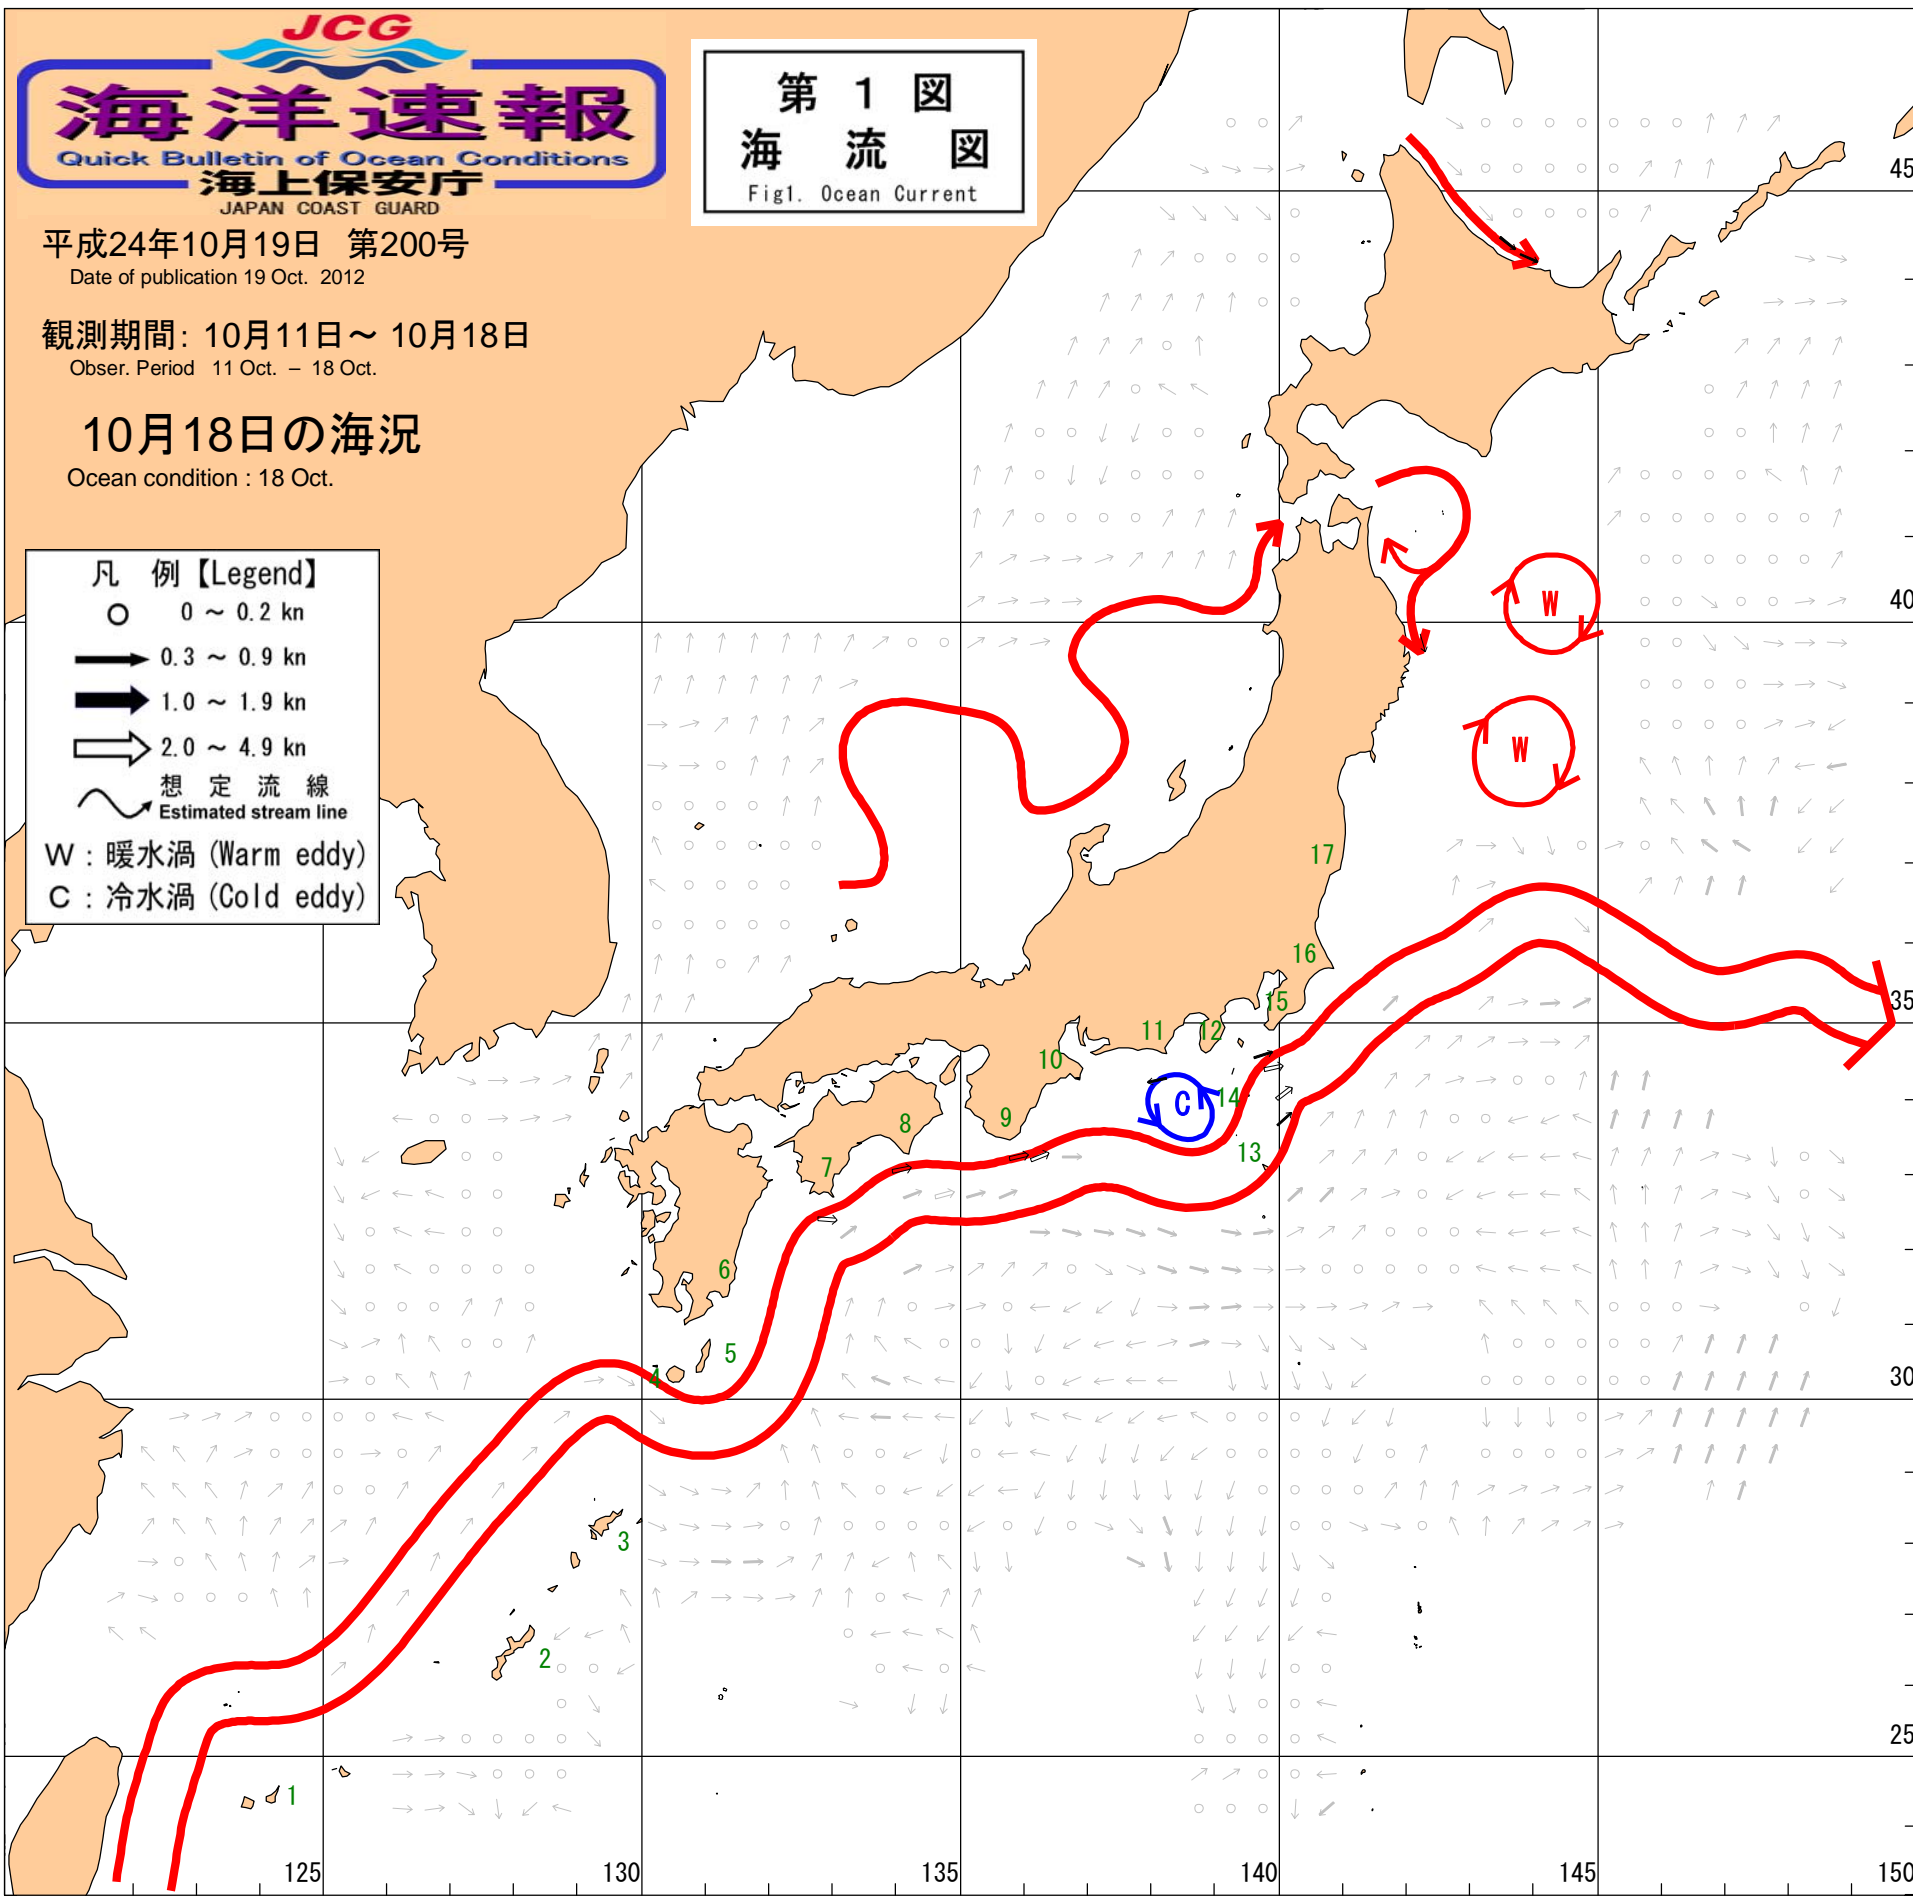 JCG
海洋速報
Quick Bulletin of Ocean Conditions
海上保安庁
JAPAN COAST GUARD
第 1 図
海 流 図
Fig1. Ocean Current
平成24年10月19日 第200号
Date of publication 19 Oct. 2012
観測期間: 10月11日～ 10月18日
Obser. Period 11 Oct. – 18 Oct.
10月18日の海況
Ocean condition : 18 Oct.
凡 例【Legend】
0 ～ 0.2 kn
0.3 ～ 0.9 kn
1.0 ～ 1.9 kn
2.0 ～ 4.9 kn
想 定 流 線
Estimated stream line
W : 暖水渦 (Warm eddy)
C : 冷水渦 (Cold eddy)
45
40
W
W
17
16
35
15
12
11
10
14
C
9
8
13
7
6
5
4
30
3
2
25
1
125
130
135
140
145
150